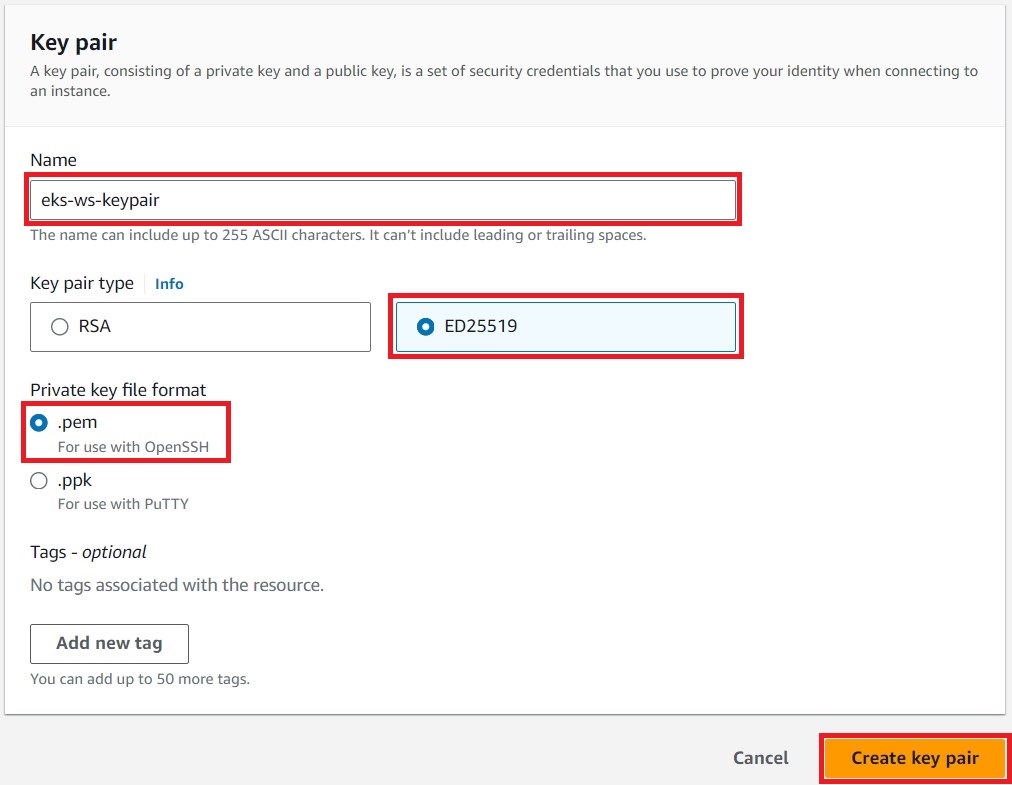 Key pair
A key pair, consisting of a private key and a public key, is a set of security credentials that you use to prove your identity when connecting to
an instance.
Name
eks-ws-keypair
The name can include up to 255 ASCII characters. It can't include leading or trailing spaces.
Key pair type Info
RSA ED25519
Private key file format
.pem
For use with OpenSSH
.ppk
For use with PuTTY
Tags - optional
No tags associated with the resource.
Add new tag
You can add up to 50 more tags.
Cancel Create key pair